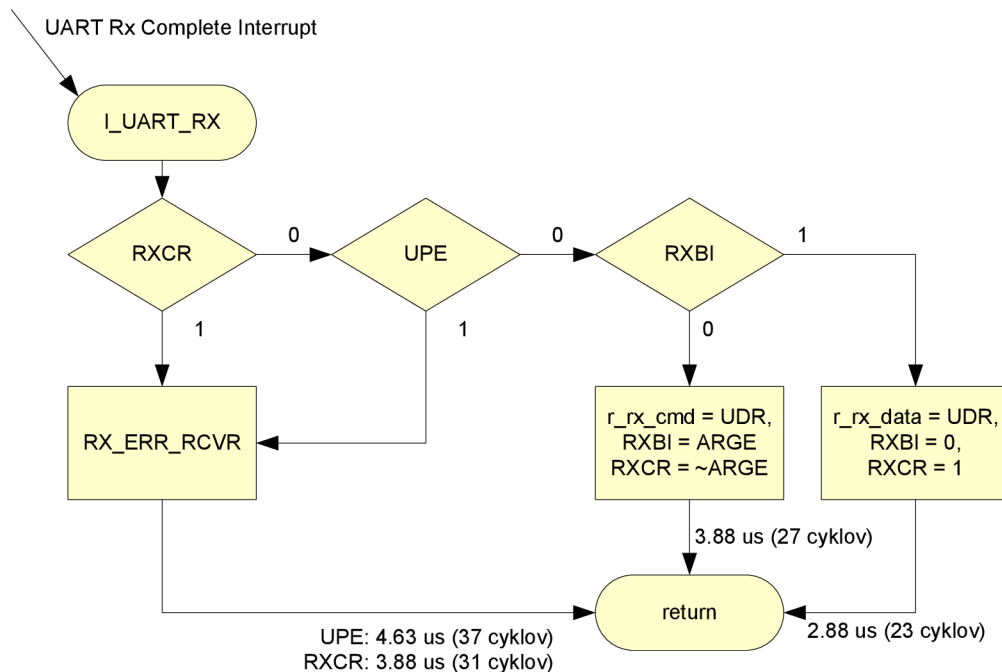 UART Rx Complete Interrupt
I_UART_RX
RXCR
0
UPE
0
RXBI
1
1
1
0
RX_ERR_RCVR
r_rx_cmd = UDR,
RXBI = ARGE
RXCR = ~ARGE
r_rx_data = UDR,
RXBI = 0,
RXCR = 1
3.88 us (27 cyklov)
return
2.88 us (23 cyklov)
UPE: 4.63 us (37 cyklov)
RXCR: 3.88 us (31 cyklov)